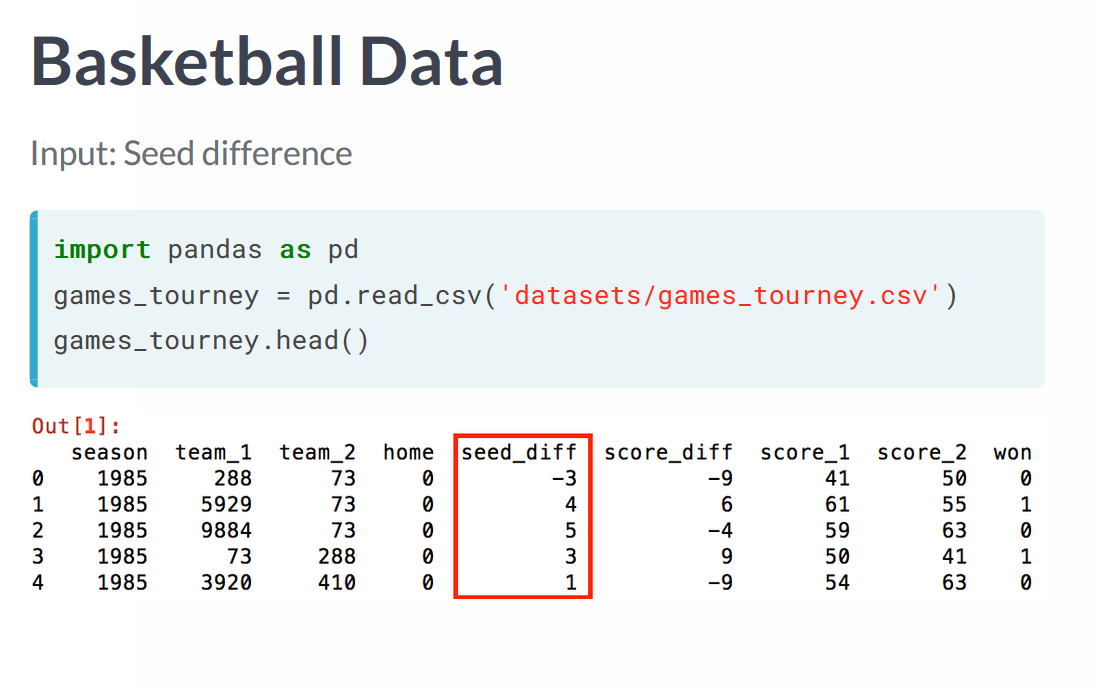 Basketball Data
Input: Seed difference
import pandas as pd
games_tourney = pd.read_csv('datasets/games_tourney.csv')
games_tourney.head()
Out[1]:
season team_1 team_2 home seed_diff score_diff score_1 score_2 won
0 1985 288 73 0 -3 -9 41 50 0
1 1985 5929 73 0 4 6 61 55 1
2 1985 9884 73 0 5 -4 59 63 0
3 1985 73 288 0 3 9 50 41 1
4 1985 3920 410 0 1 -9 54 63 0